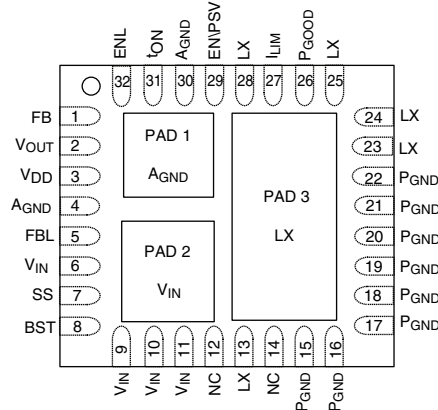 ENL
tON
AGND
EN\PSV
LX
ILIM
PGOOD
LX
32
31
30
29
28
27
26
25
FB 1
VOUT 2
VDD 3
AGND 4
FBL 5
VIN 6
SS 7
BST 8
PAD 1
AGND
PAD 2
VIN
PAD 3
LX
24 LX
23 LX
22 PGND
21 PGND
20 PGND
19 PGND
18 PGND
17 PGND
9
10
11
12
13
14
15
16
VIN
VIN
VIN
NC
LX
NC
PGND
PGND